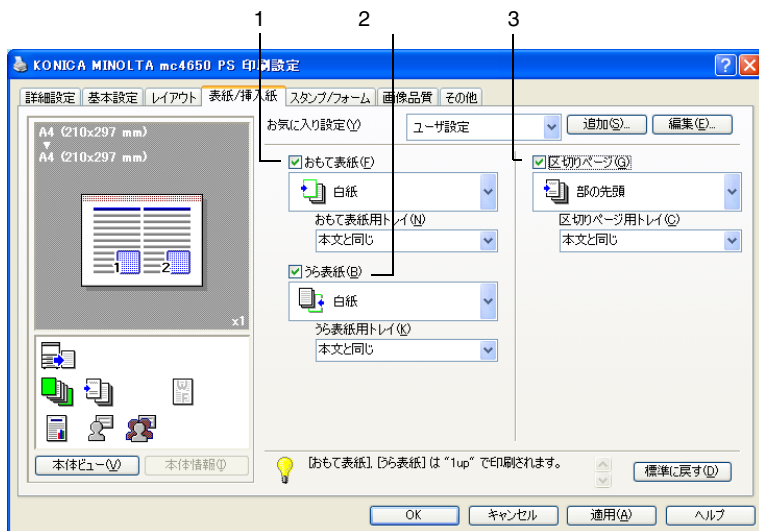 1 2 3
KONICA MINOLTA mc4650 PS 印刷設定
詳細設定 基本設定 レイアウト 表紙/挿入紙 スタンプ/フォーム 画像品質 その他
A4 (210x297 mm)
A4 (210x297 mm)
1 2
x1
W
F
本体ビュー(V) 本体情報(I)
お気に入り設定(Y) ユーザ設定 追加(S)... 編集(E)...
おもて表紙(F)
白紙
おもて表紙用トレイ(N)
本文と同じ
うら表紙(B)
白紙
うら表紙用トレイ(K)
本文と同じ
区切りページ(G)
部の先頭
区切りページ用トレイ(C)
本文と同じ
[おもて表紙], [うら表紙] は "1up" で印刷されます。
標準に戻す(D)
OK キャンセル 適用(A) ヘルプ